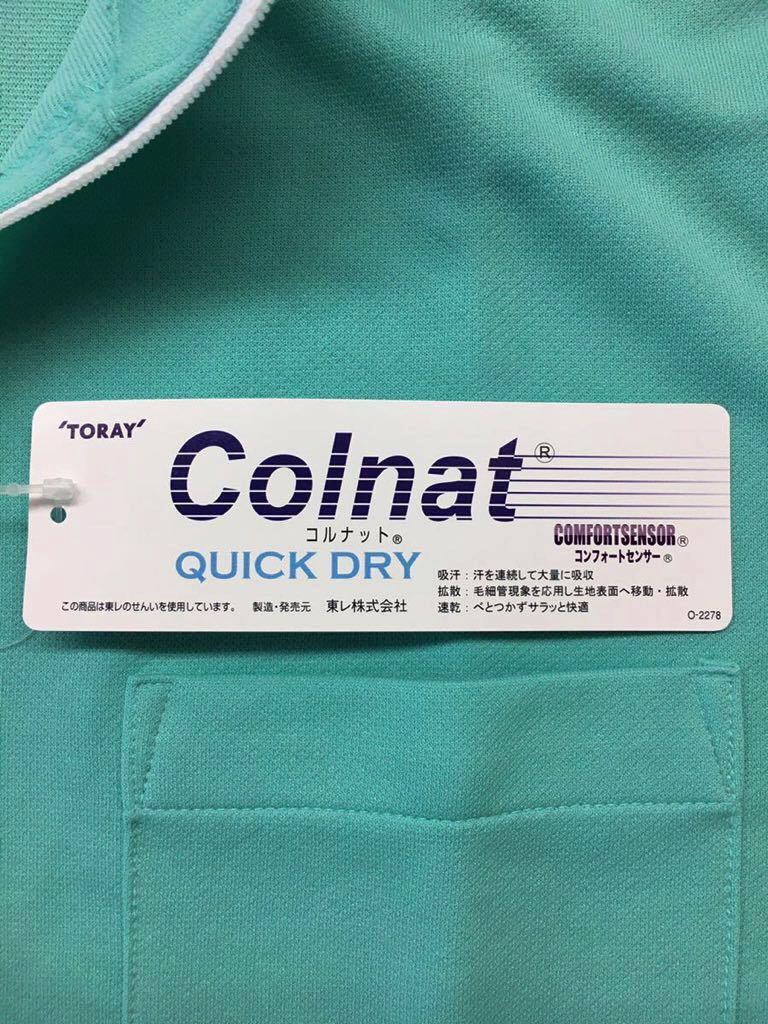 'TORAY'
Colnat®
コルナット®
QUICK DRY
COMFORTSENSOR®
コンフォートセンサー®
吸汗：汗を連続して大量に吸収
拡散：毛細管現象を応用し生地表面へ移動・拡散
速乾：べとつかずサラッと快適
この商品は東レのせんいを使用しています。 製造・発売元 東レ株式会社
O-2278